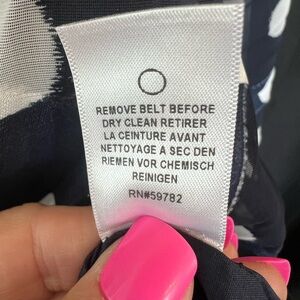 REMOVE BELT BEFORE
DRY CLEAN RETIRER
LA CEINTURE AVANT
NETTOYAGE A SEC DEN
RIEMEN VOR CHEMISCH
REINIGEN
RN#59782